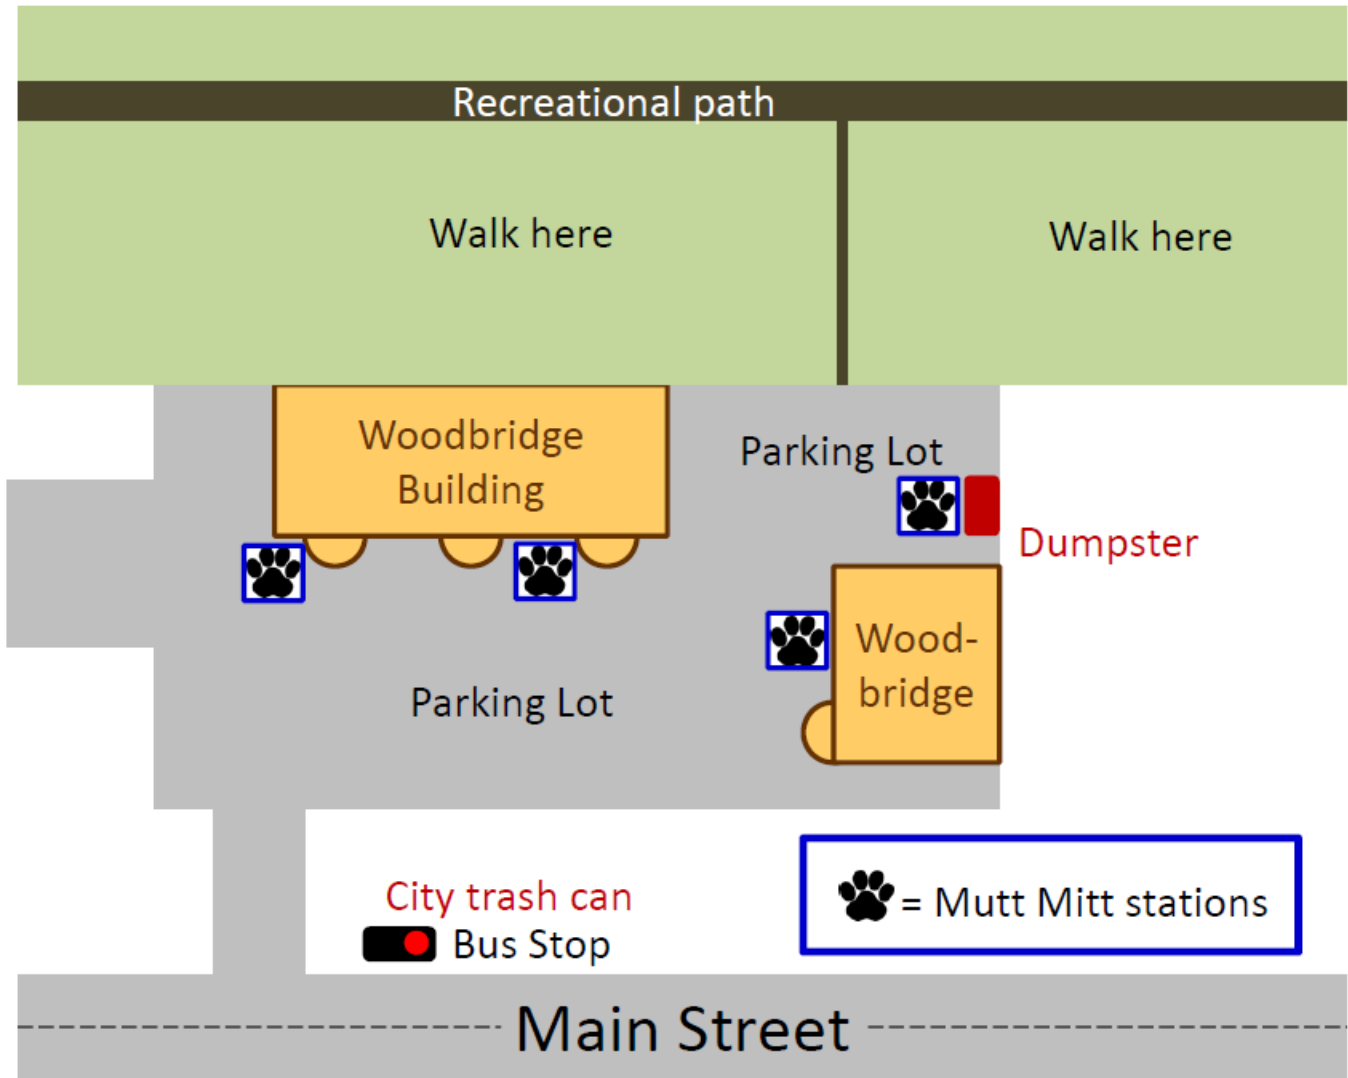 Recreational path
Walk here
Walk here
Woodbridge
Building
Parking Lot
Dumpster
Wood-
bridge
Parking Lot
City trash can
Bus Stop
= Mutt Mitt stations
Main Street